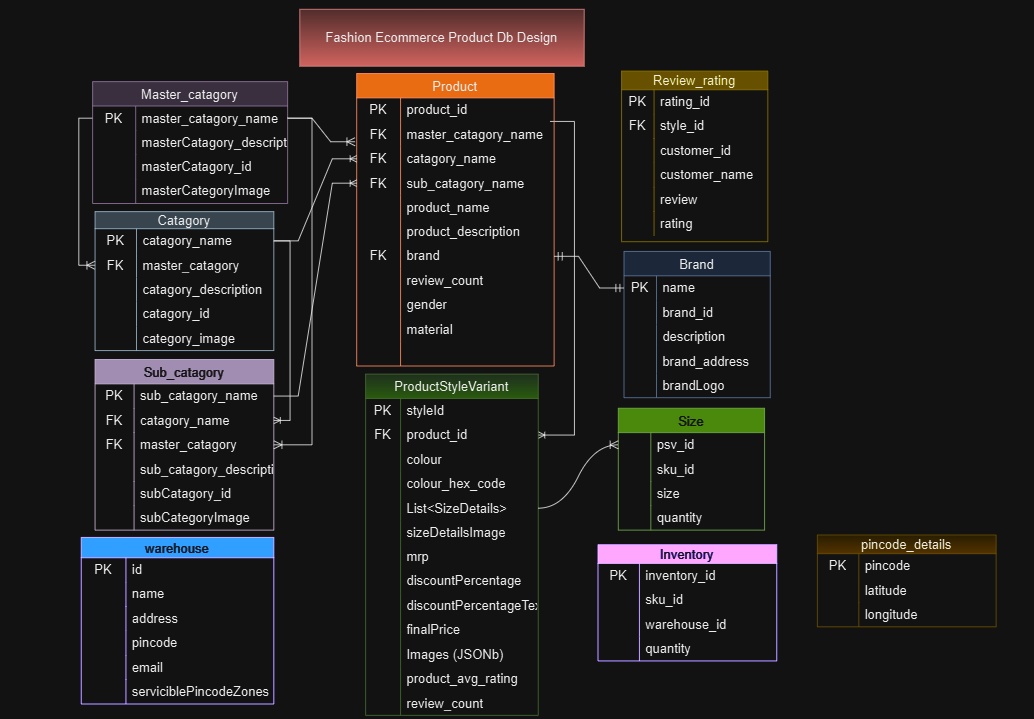 Fashion Ecommerce Product Db Design
Master_catagory
PK master_catagory_name
masterCatagory_descript
masterCatagory_id
masterCategoryImage
Catagory
PK catagory_name
FK master_catagory
catagory_description
catagory_id
category_image
Sub_catagory
PK sub_catagory_name
FK catagory_name
FK master_catagory
sub_catagory_descripti
subCatagory_id
subCategoryImage
warehouse
PK id
name
address
pincode
email
serviciblePincodeZones
Product
PK product_id
FK master_catagory_name
FK catagory_name
FK sub_catagory_name
product_name
product_description
FK brand
review_count
gender
material
ProductStyleVariant
PK styleId
FK product_id
colour
colour_hex_code
List<SizeDetails>
sizeDetailsImage
mrp
discountPercentage
discountPercentageTex
finalPrice
Images (JSONb)
product_avg_rating
review_count
Review_rating
PK rating_id
FK style_id
customer_id
customer_name
review
rating
Brand
PK name
brand_id
description
brand_address
brandLogo
Size
psv_id
sku_id
size
quantity
Inventory
PK inventory_id
sku_id
warehouse_id
quantity
pincode_details
PK pincode
latitude
longitude